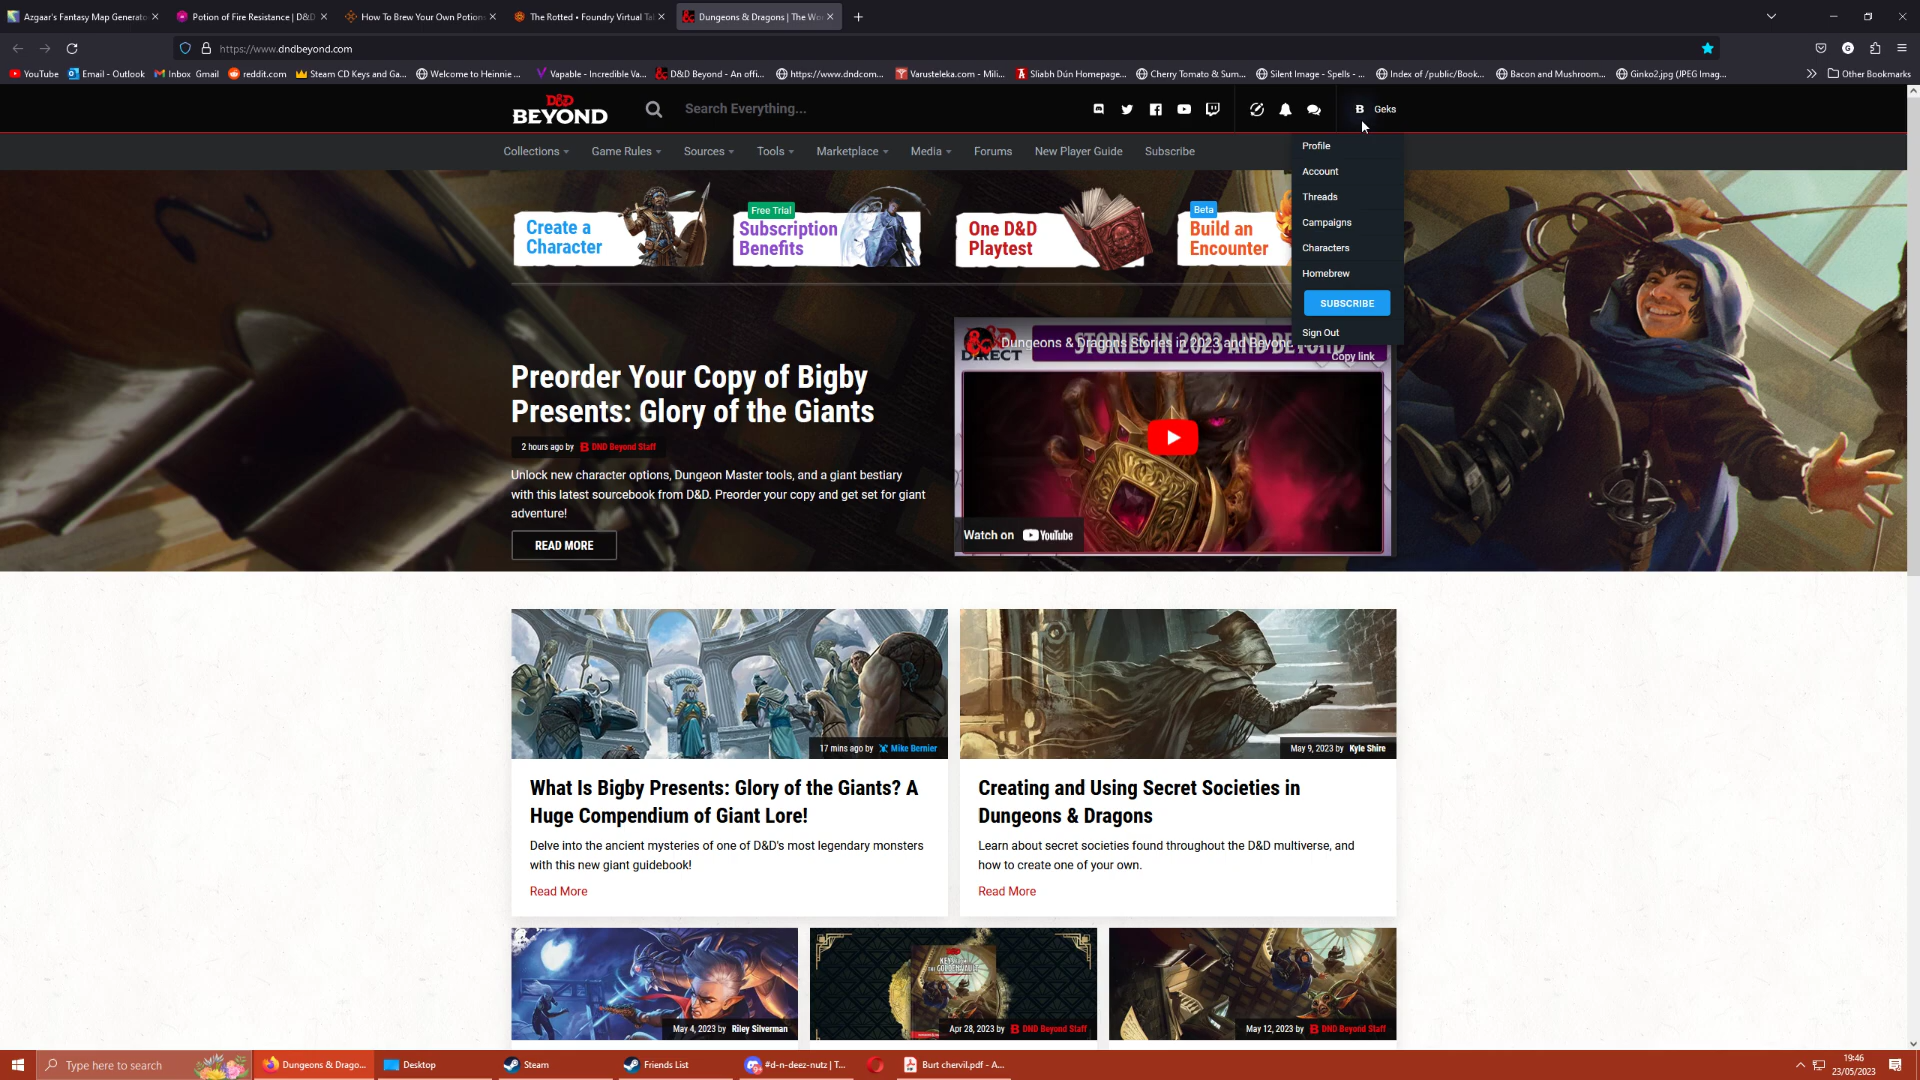 Azgaar's Fantasy Map Generato
Potion of Fire Resistance | D&D
How To Brew Your Own Potion
The Rotted • Foundry Virtual Ta
Dungeons & Dragons | The Wo
https://www.dndbeyond.com
YouTube
Email - Outlook
Inbox Gmail
reddit.com
Steam CD Keys and Ga...
Welcome to Heinnie ...
Vapable - Incredible Va...
D&D Beyond - An offi...
https://www.dndcom...
Varusteleka.com - Mili...
Sliabh Dún Homepage...
Cherry Tomato & Sum...
Silent Image - Spells - ...
Index of /public/Book...
Bacon and Mushroom...
Ginko2.jpg (JPEG Imag...
Other Bookmarks
D&D
BEYOND
Search Everything...
Geks
Collections
Game Rules
Sources
Tools
Marketplace
Media
Forums
New Player Guide
Subscribe
Profile
Account
Threads
Campaigns
Characters
Homebrew
SUBSCRIBE
Sign Out
Create a
Character
Free Trial
Subscription
Benefits
One D&D
Playtest
Beta
Build an
Encounter
Preorder Your Copy of Bigby
Presents: Glory of the Giants
2 hours ago by DND Beyond Staff
Unlock new character options, Dungeon Master tools, and a giant bestiary
with this latest sourcebook from D&D. Preorder your copy and get set for giant
adventure!
READ MORE
D&D
DIRECT
STORIES IN 2023 AND BEYOND
Dungeons & Dragons Stories in 2023 and Beyond
Copy link
Watch on YouTube
17 mins ago by Mike Bernier
What Is Bigby Presents: Glory of the Giants? A
Huge Compendium of Giant Lore!
Delve into the ancient mysteries of one of D&D's most legendary monsters
with this new giant guidebook!
Read More
May 9, 2023 by Kyle Shire
Creating and Using Secret Societies in
Dungeons & Dragons
Learn about secret societies found throughout the D&D multiverse, and
how to create one of your own.
Read More
May 4, 2023 by Riley Silverman
KEYS FROM
THE GOLDEN VAULT
Apr 28, 2023 by DND Beyond Staff
May 12, 2023 by DND Beyond Staff
Type here to search
Dungeons & Drago...
Desktop
Steam
Friends List
#d-n-deez-nutz | T...
Burt chervil.pdf - A...
19:46
23/05/2023